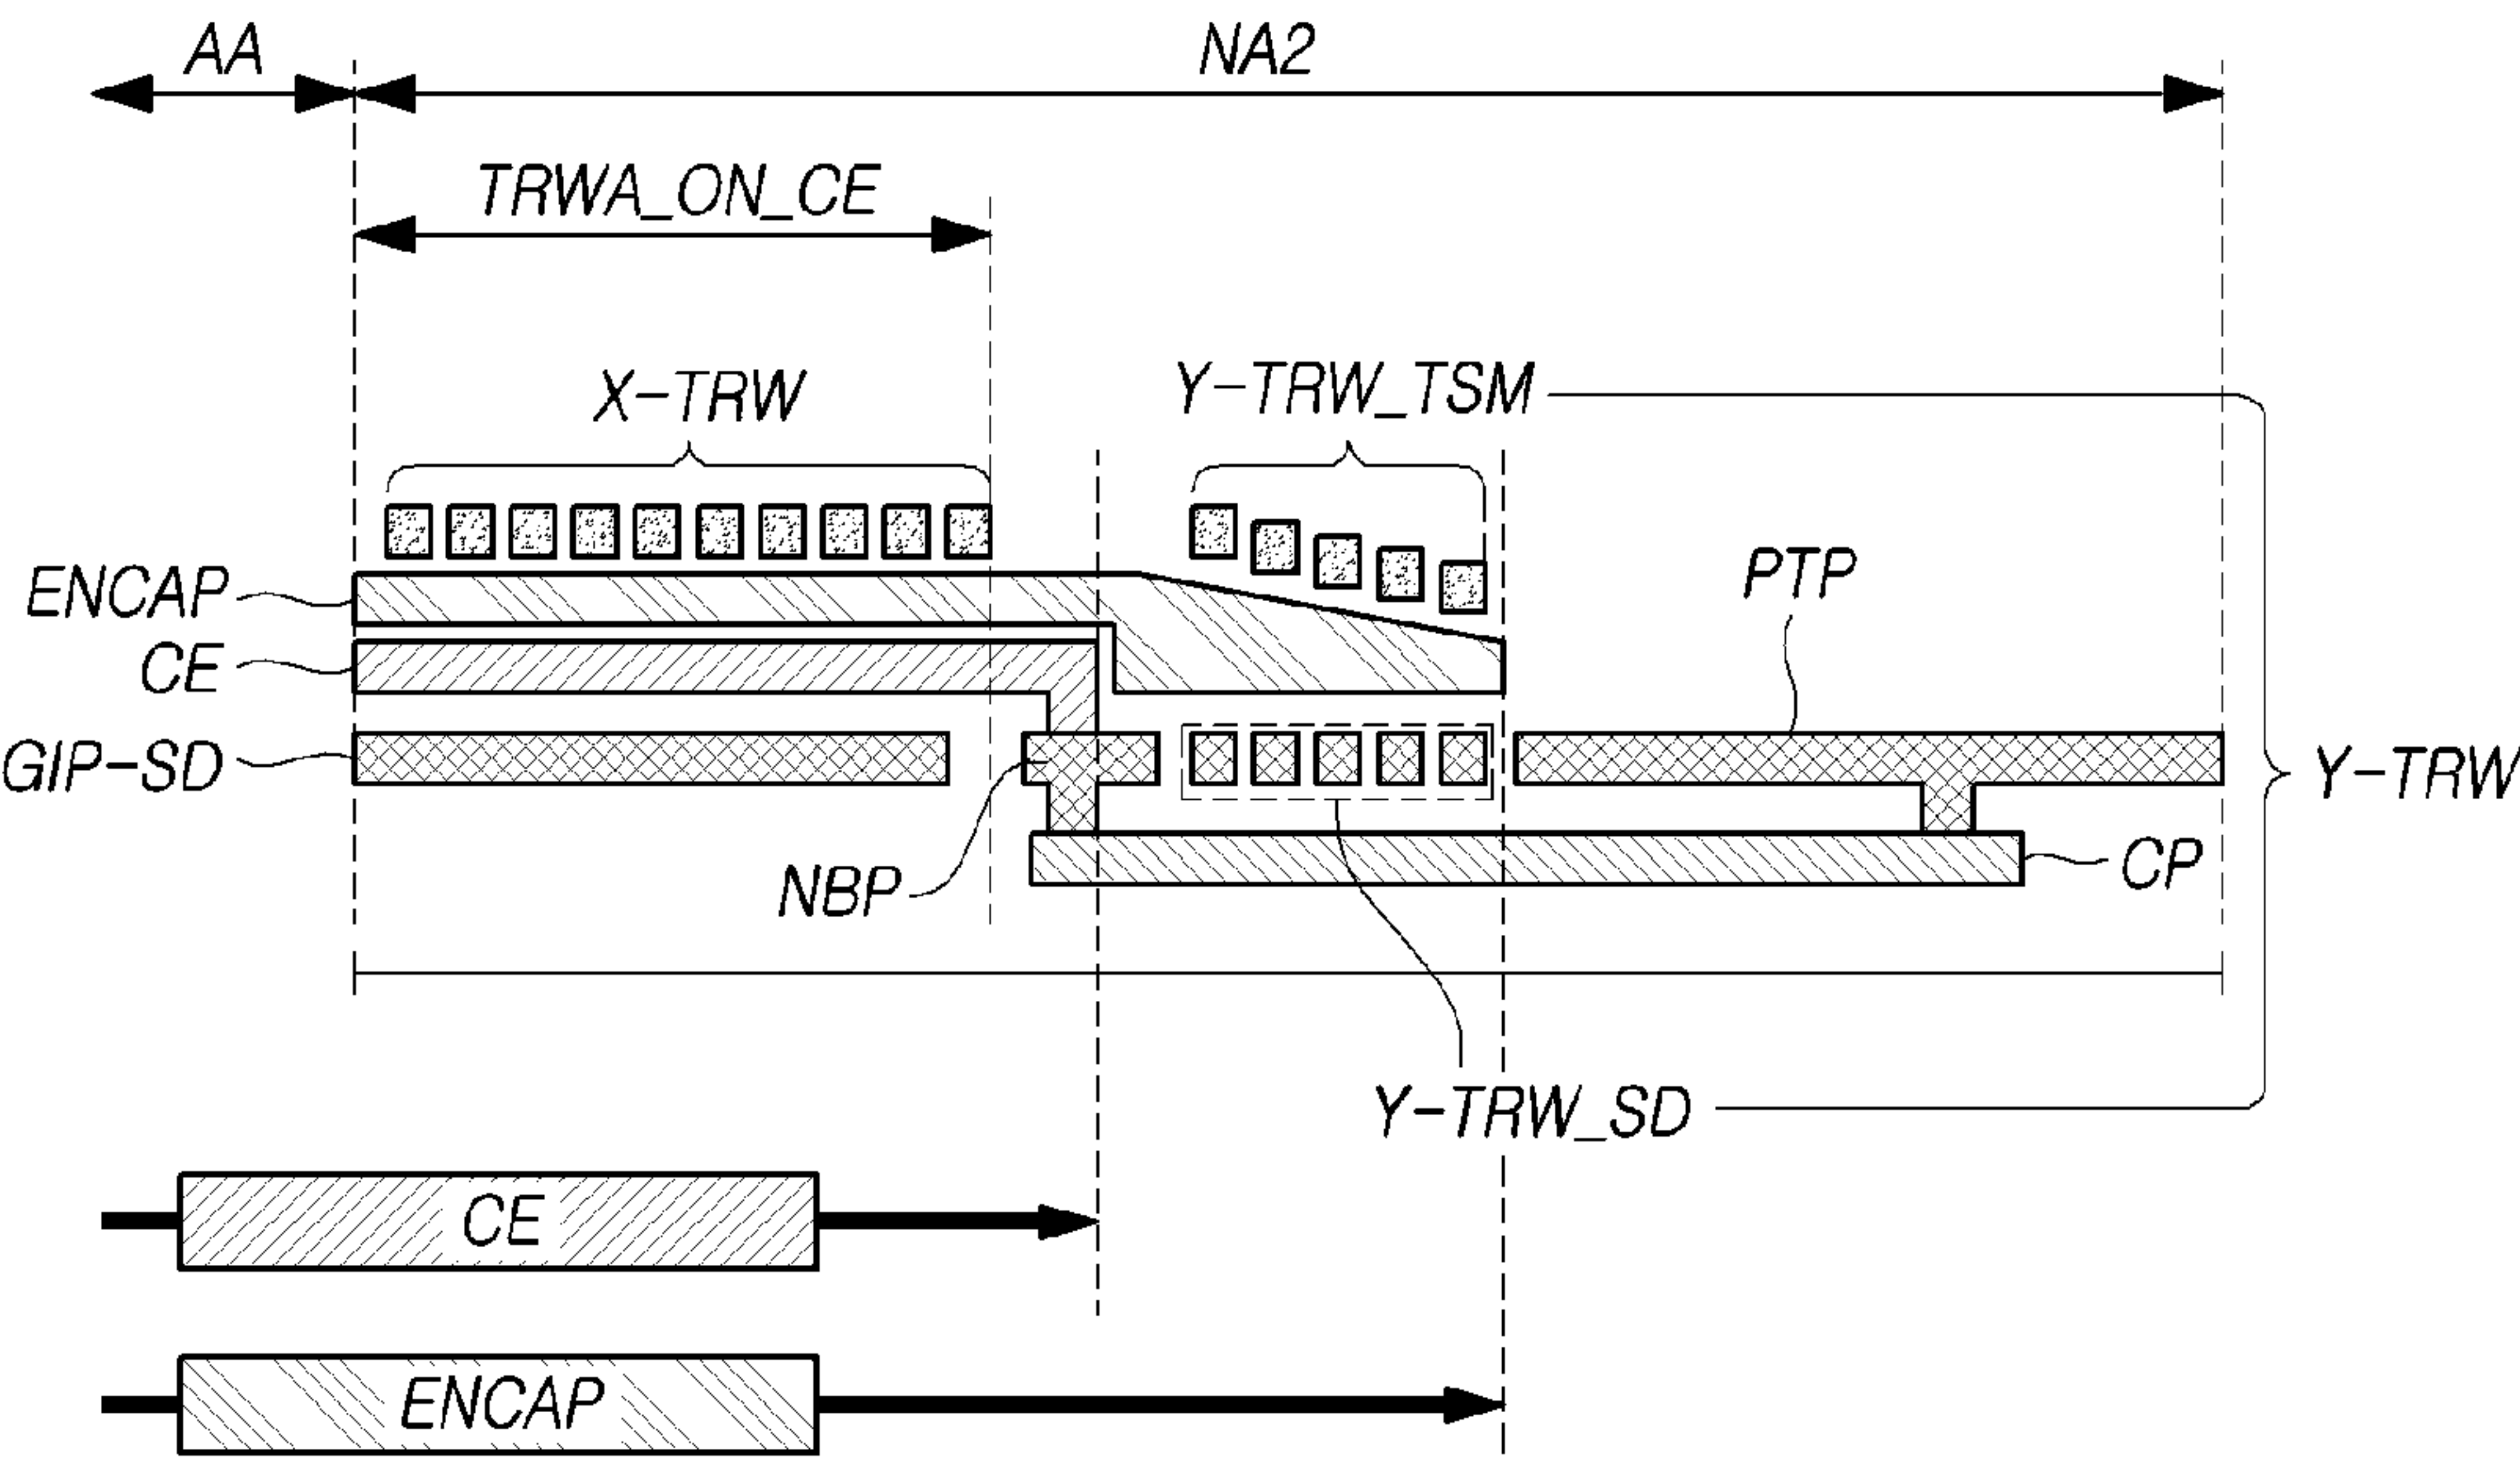 AA
NA2
TRWA_ON_CE
X-TRW
Y-TRW_TSM
ENCAP
PTP
CE
GIP-SD
Y-TRW
NBP
CP
Y-TRW_SD
CE
ENCAP